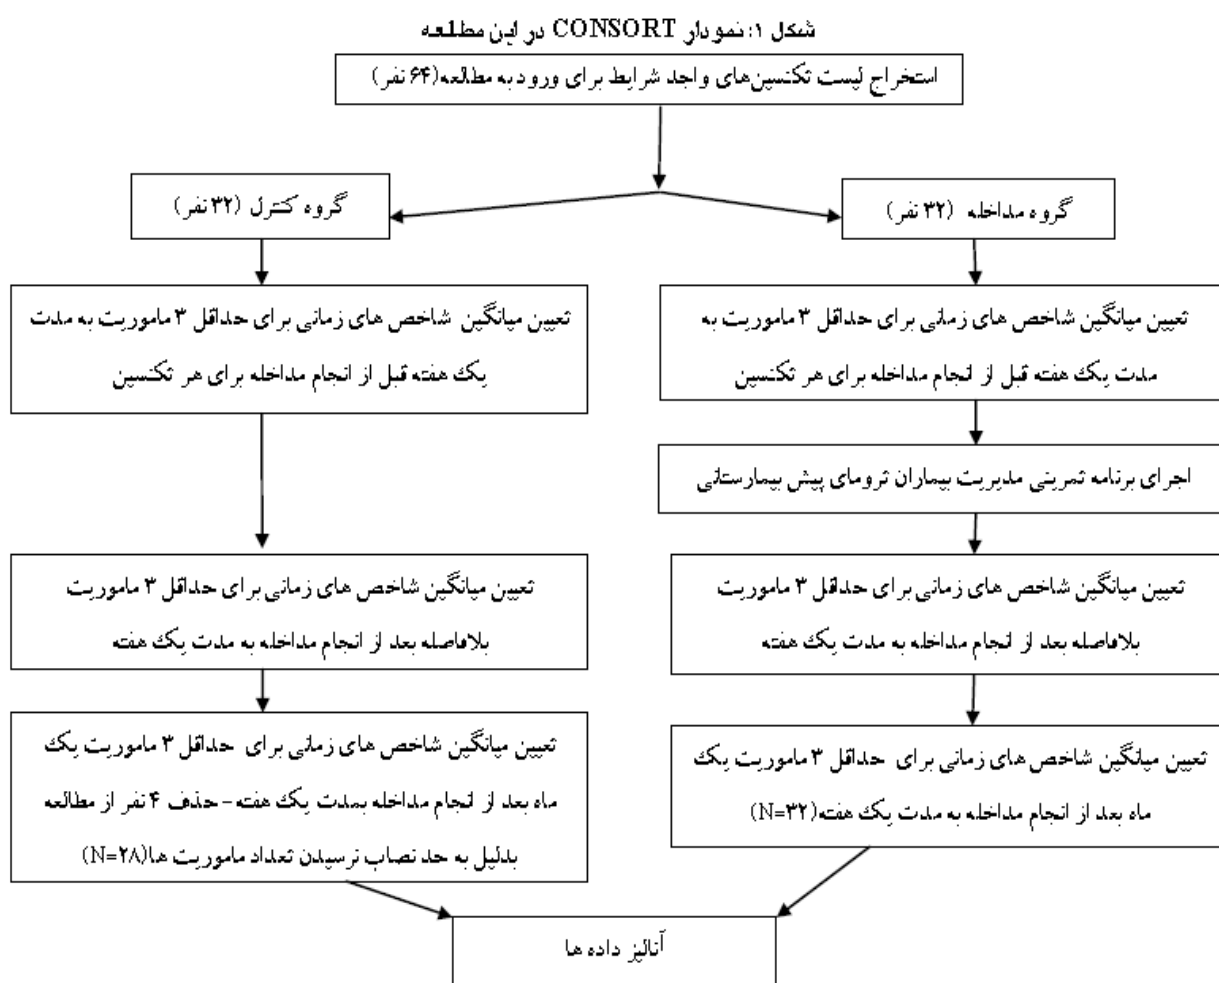 شکل ۱: نمودار CONSORT در این مطالعه
استخراج لیست تکنسین‌های واجد شرایط برای ورود به مطالعه(۶۴ نفر)
گروه مداخله (۳۲ نفر)
گروه کنترل (۳۲ نفر)
تعیین میانگین شاخص های زمانی برای حداقل ۳ ماموریت به
مدت یک هفته قبل از انجام مداخله برای هر تکنسین
تعیین میانگین شاخص های زمانی برای حداقل ۳ ماموریت به مدت
یک هفته قبل از انجام مداخله برای هر تکنسین
اجرای برنامه تمرینی مدیریت بیماران ترومای پیش بیمارستانی
تعیین میانگین شاخص های زمانی برای حداقل ۳ ماموریت
بلافاصله بعد از انجام مداخله به مدت یک هفته
تعیین میانگین شاخص های زمانی برای حداقل ۳ ماموریت
بلافاصله بعد از انجام مداخله به مدت یک هفته
تعیین میانگین شاخص های زمانی برای حداقل ۳ ماموریت یک
ماه بعد از انجام مداخله به مدت یک هفته(N=۳۲)
تعیین میانگین شاخص های زمانی برای حداقل ۳ ماموریت یک
ماه بعد از انجام مداخله بمدت یک هفته- حذف ۴ نفر از مطالعه
بدلیل به حد نصاب نرسیدن تعداد ماموریت ها(N=۲۸)
آنالیز داده ها